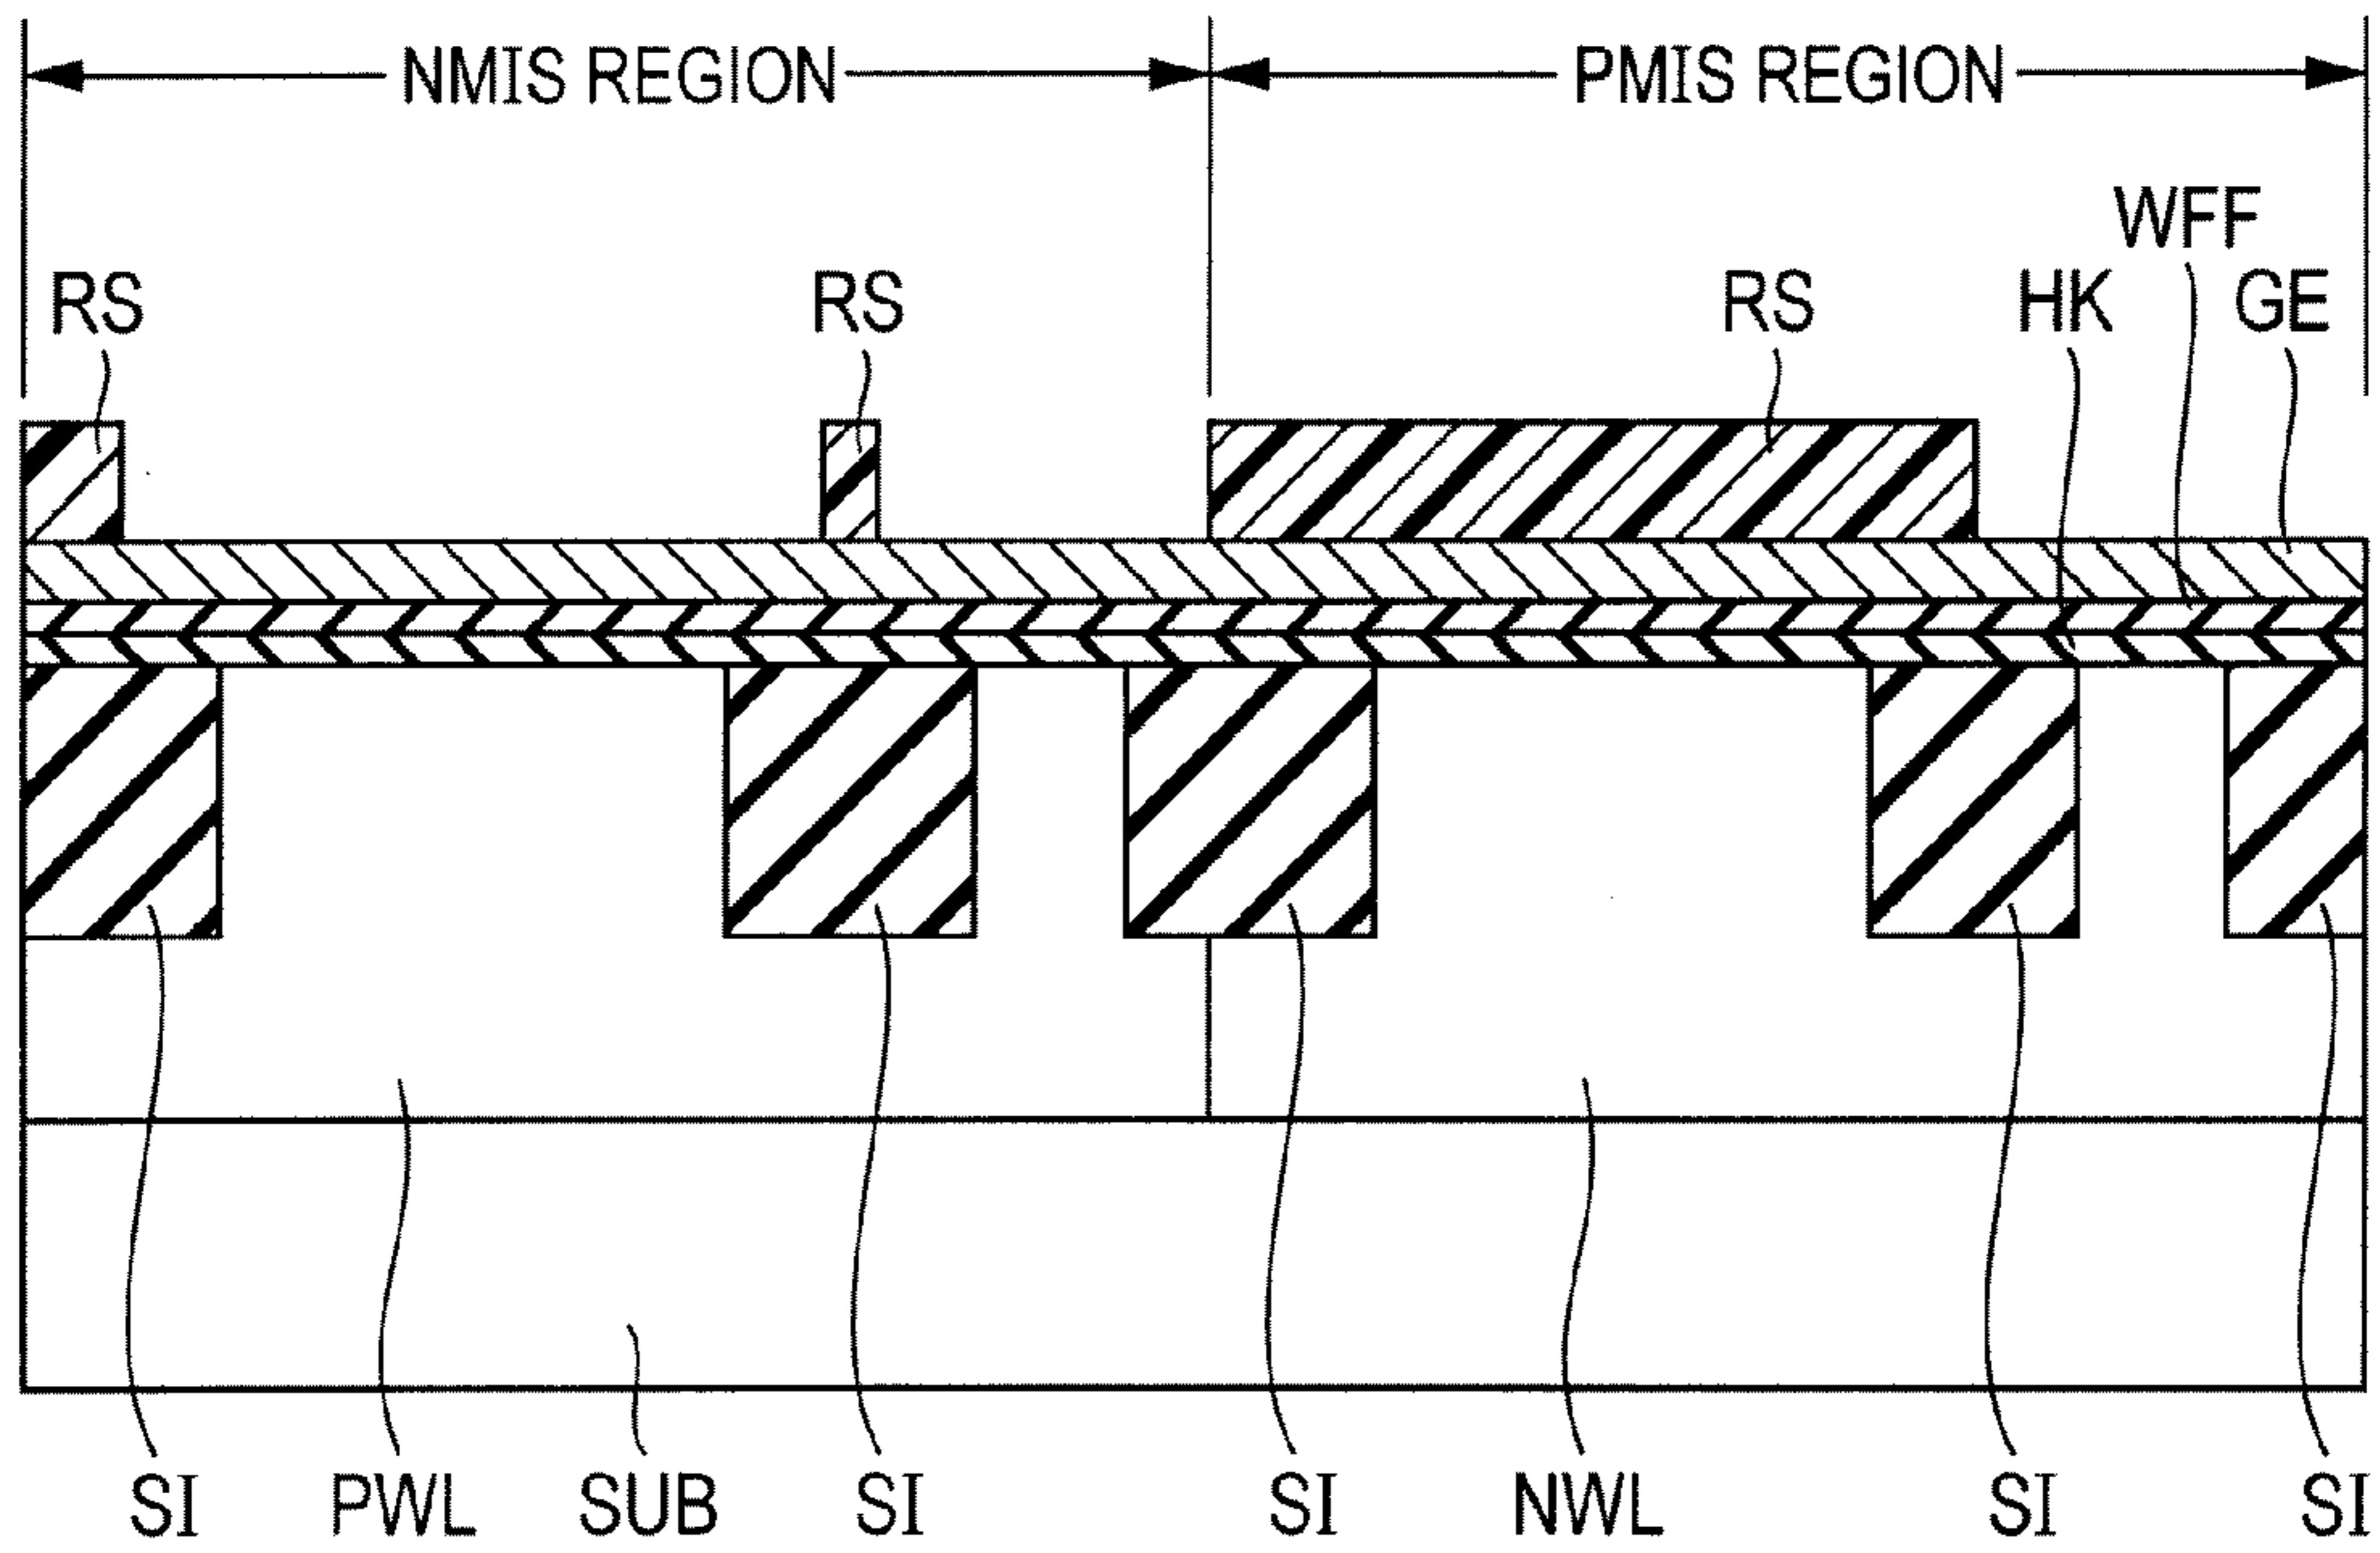 NMIS REGION PMIS REGION
WFF
RS RS RS HK GE
SI PWL SUB SI SI NWL SI SI